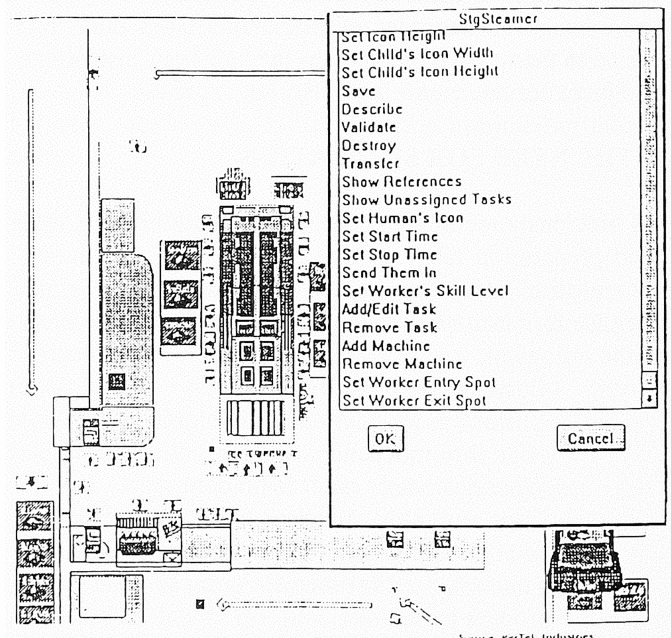 StgSteamer
Set Icon Height
Set Child's Icon Width
Set Child's Icon Height
Save
Describe
Validate
Destroy
Transfer
Show References
Show Unassigned Tasks
Set Human's Icon
Set Start Time
Set Stop Time
Send Them In
Set Worker's Skill Level
Add/Edit Task
Remove Task
Add Machine
Remove Machine
Set Worker Entry Spot
Set Worker Exit Spot
OK
Cancel